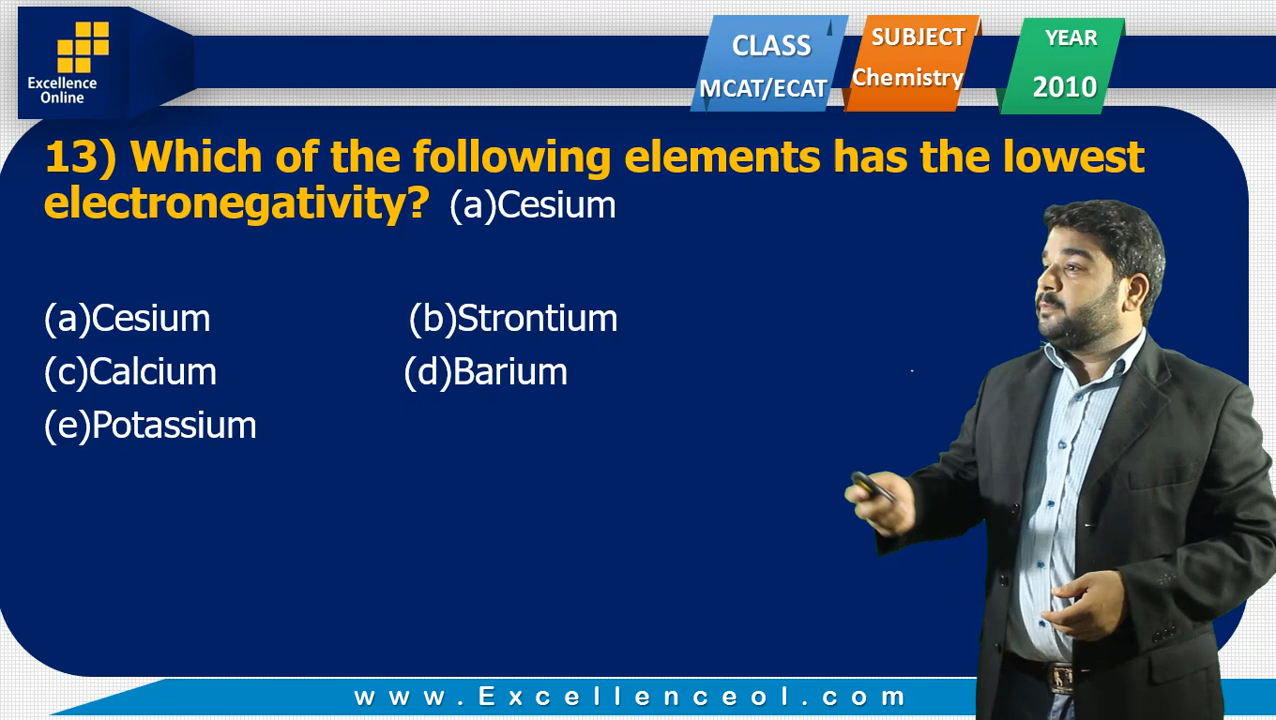 Excellence
Online
CLASS
MCAT/ECAT
SUBJECT
Chemistry
YEAR
2010
13) Which of the following elements has the lowest
electronegativity? (a)Cesium
(a)Cesium (b)Strontium
(c)Calcium (d)Barium
(e)Potassium
www.Excellenceol.com